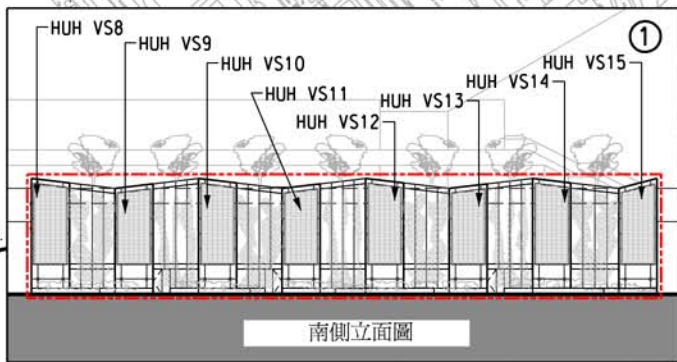 HUH VS8
HUH VS9
HUH VS10
HUH VS11
HUH VS12
HUH VS13
HUH VS14
HUH VS15
1
南側立面圖